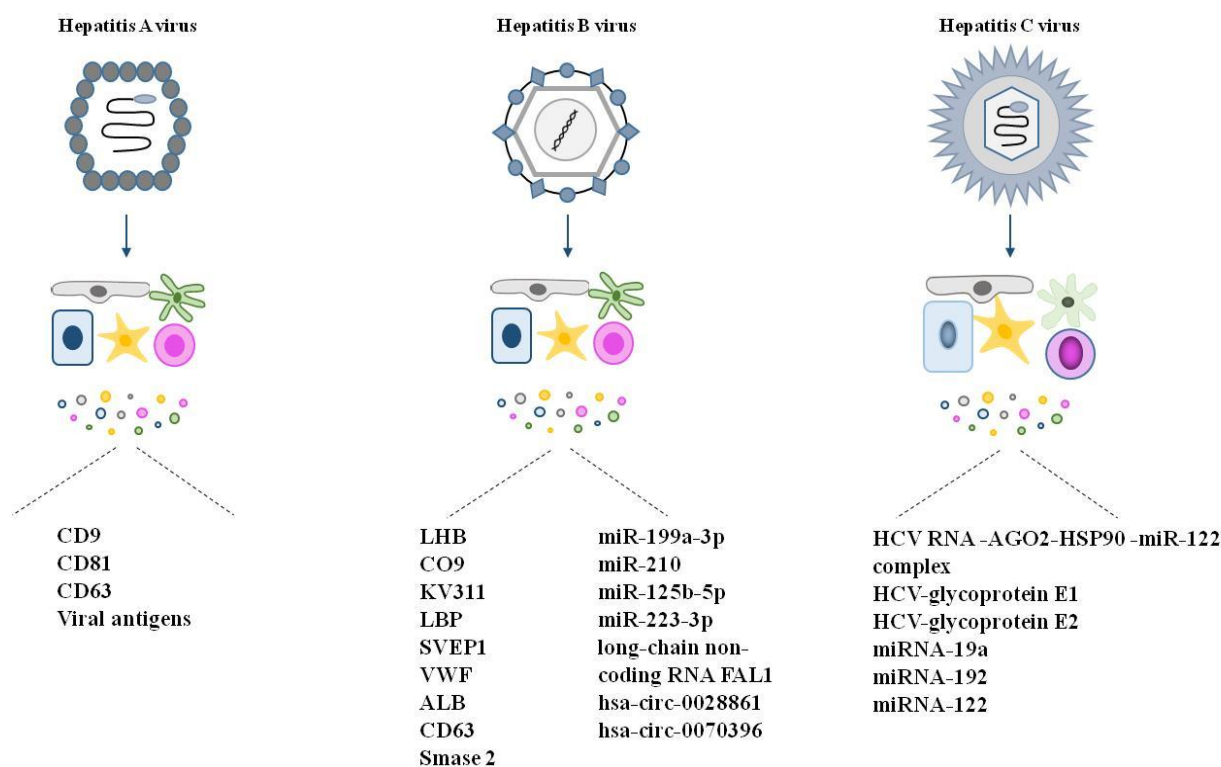 Hepatitis A virus
Hepatitis B virus
Hepatitis C virus
CD9
CD81
CD63
Viral antigens
LHB
CO9
KV311
LBP
SVEP1
VWF
ALB
CD63
Smase 2
miR-199a-3p
miR-210
miR-125b-5p
miR-223-3p
long-chain non-
coding RNA FAL1
hsa-circ-0028861
hsa-circ-0070396
HCV RNA -AGO2-HSP90 -miR-122
complex
HCV-glycoprotein E1
HCV-glycoprotein E2
miRNA-19a
miRNA-192
miRNA-122